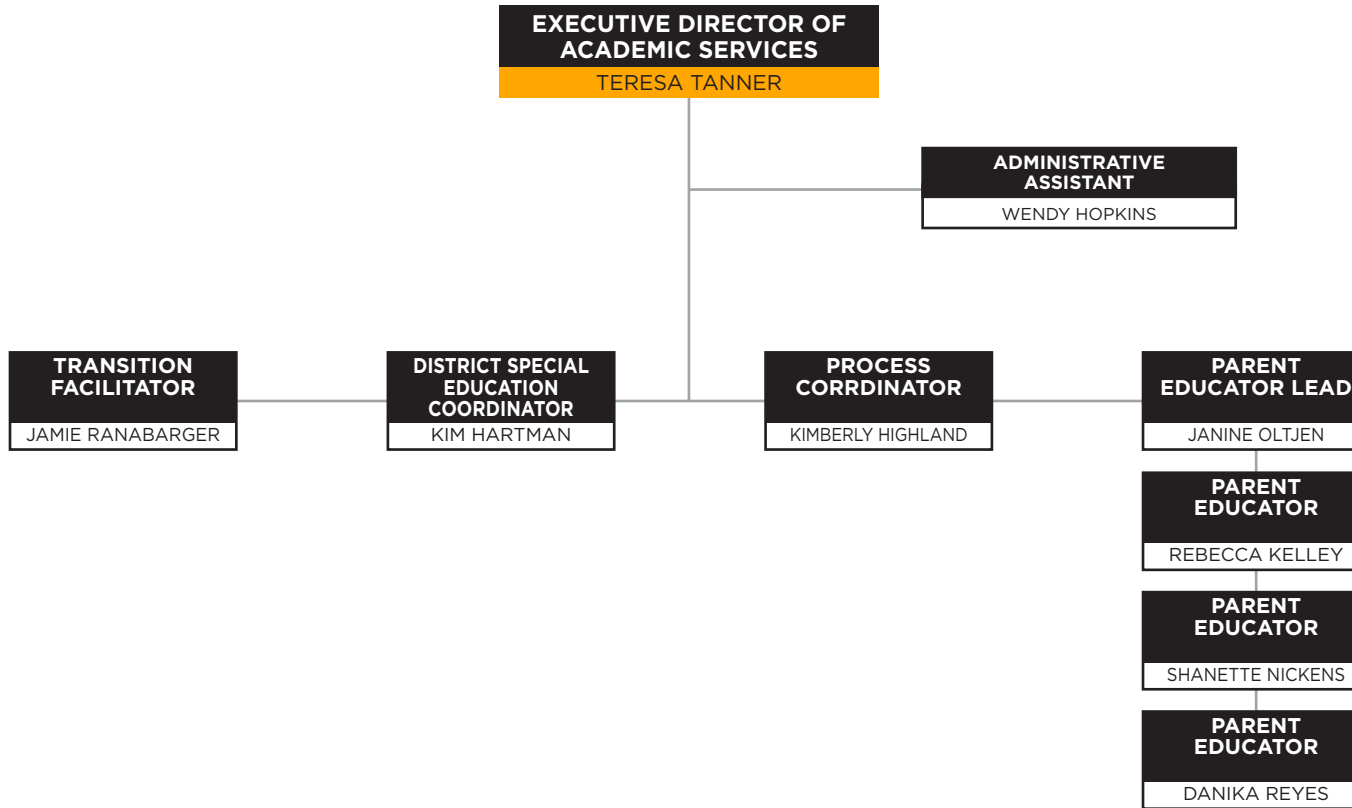 EXECUTIVE DIRECTOR OF
ACADEMIC SERVICES
TERESA TANNER
ADMINISTRATIVE
ASSISTANT
WENDY HOPKINS
TRANSITION
FACILITATOR
JAMIE RANABARGER
DISTRICT SPECIAL
EDUCATION
COORDINATOR
KIM HARTMAN
PROCESS
CORRDINATOR
KIMBERLY HIGHLAND
PARENT
EDUCATOR LEAD
JANINE OLTJEN
PARENT
EDUCATOR
REBECCA KELLEY
PARENT
EDUCATOR
SHANETTE NICKENS
PARENT
EDUCATOR
DANIKA REYES